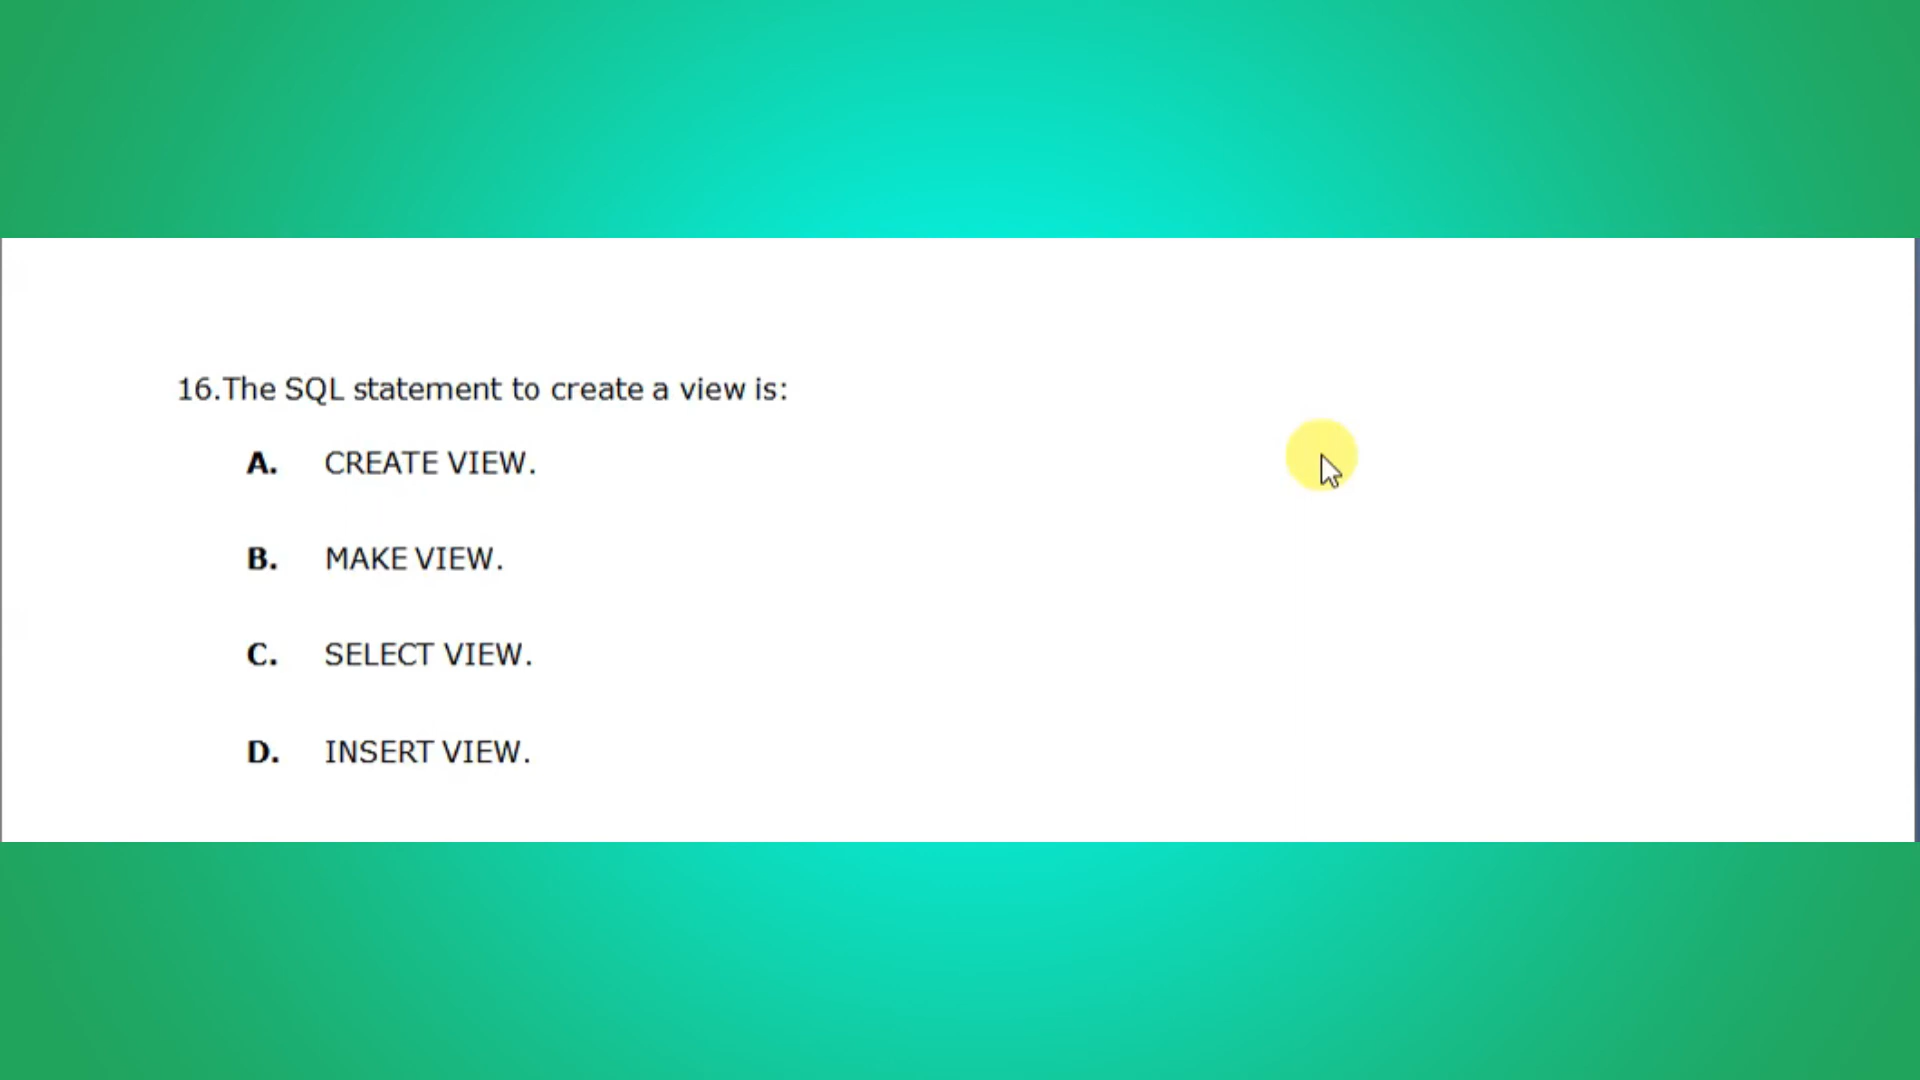 16.The SQL statement to create a view is:
A. CREATE VIEW.
B. MAKE VIEW.
C. SELECT VIEW.
D. INSERT VIEW.